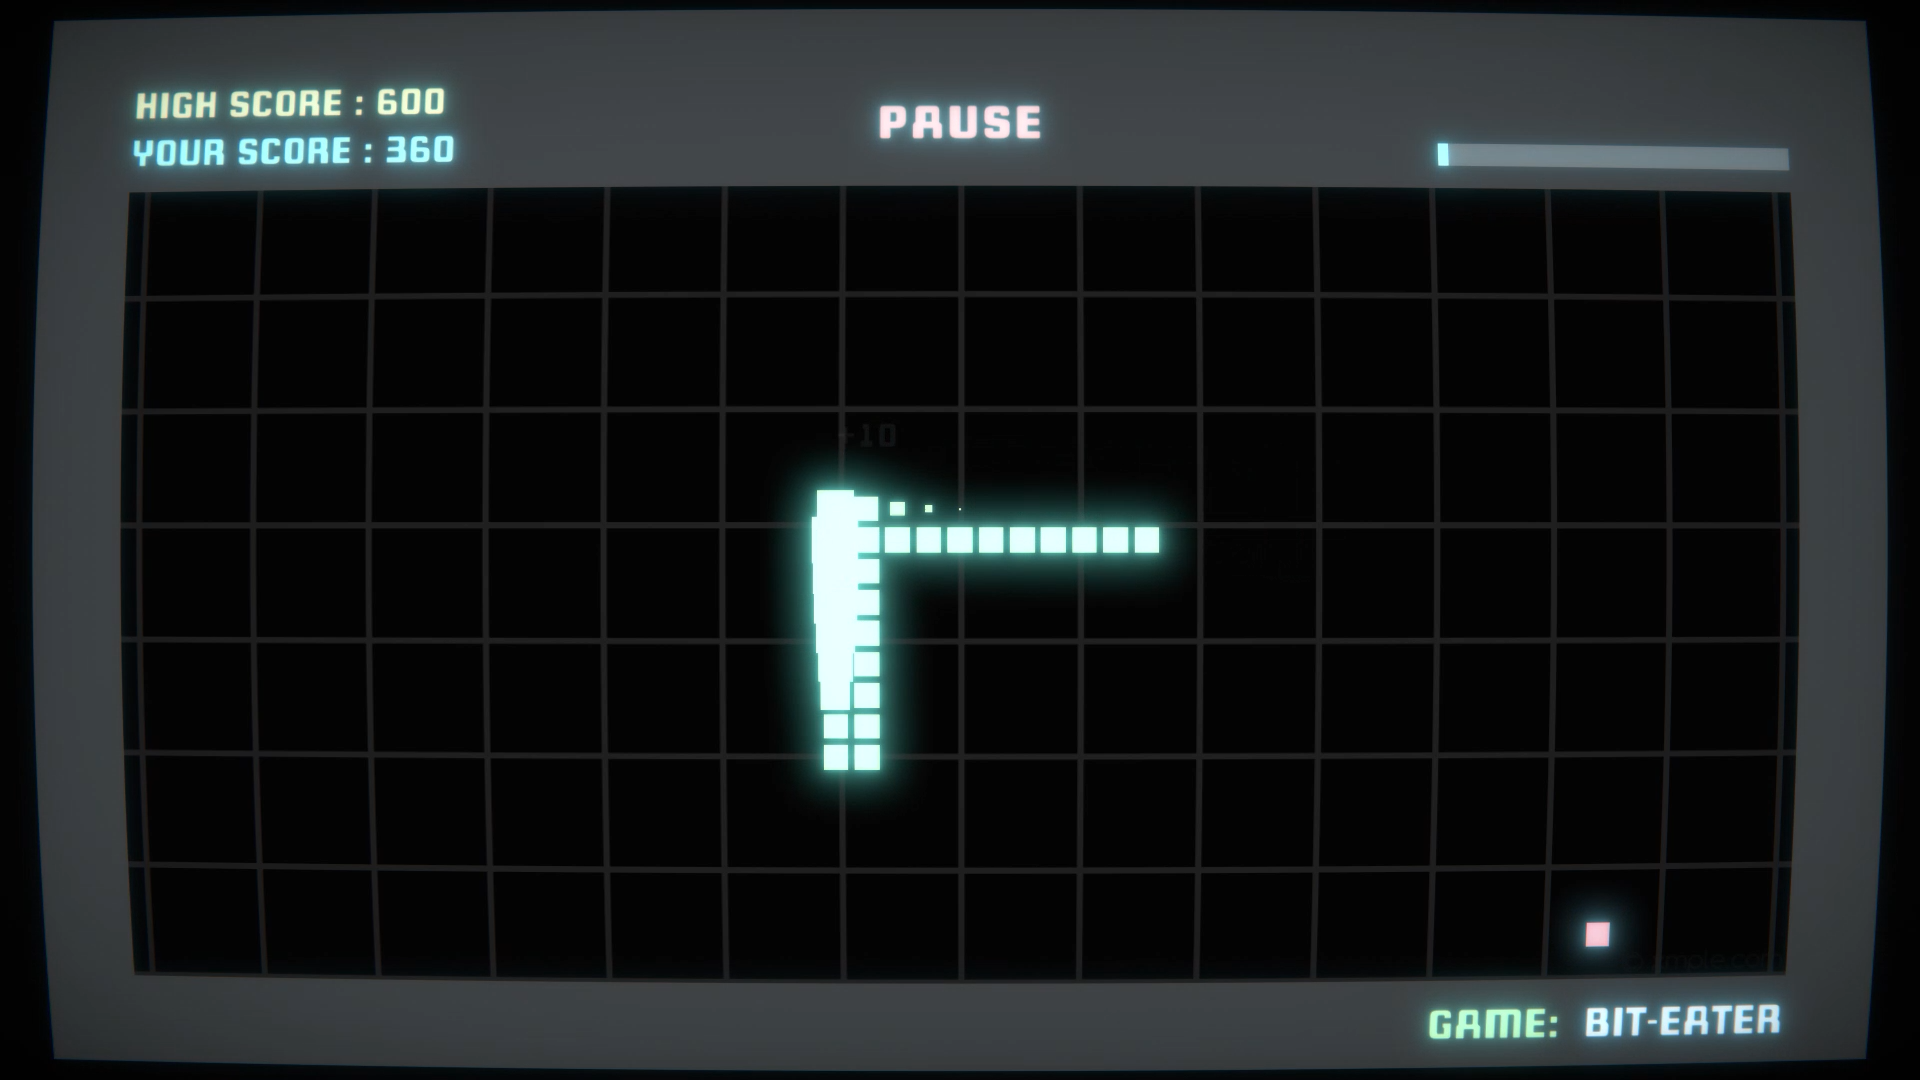 HIGH SCORE : 600
YOUR SCORE : 360
PAUSE
+10
GAME: BIT-EATER